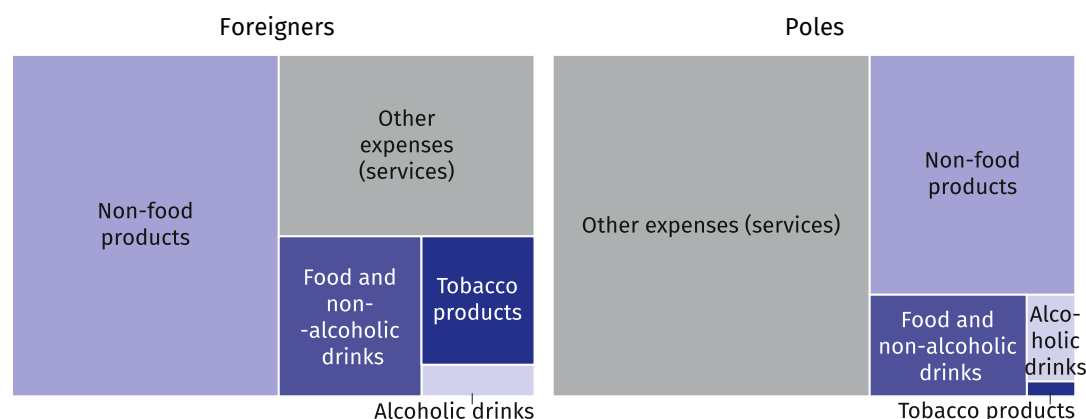 Foreigners
Non-food
products
Other
expenses
(services)
Food and
non-
-alcoholic
drinks
Tobacco
products
Alcoholic drinks
Poles
Other expenses (services)
Non-food
products
Food and
non-alcoholic
drinks
Alco-
holic
drinks
Tobacco products